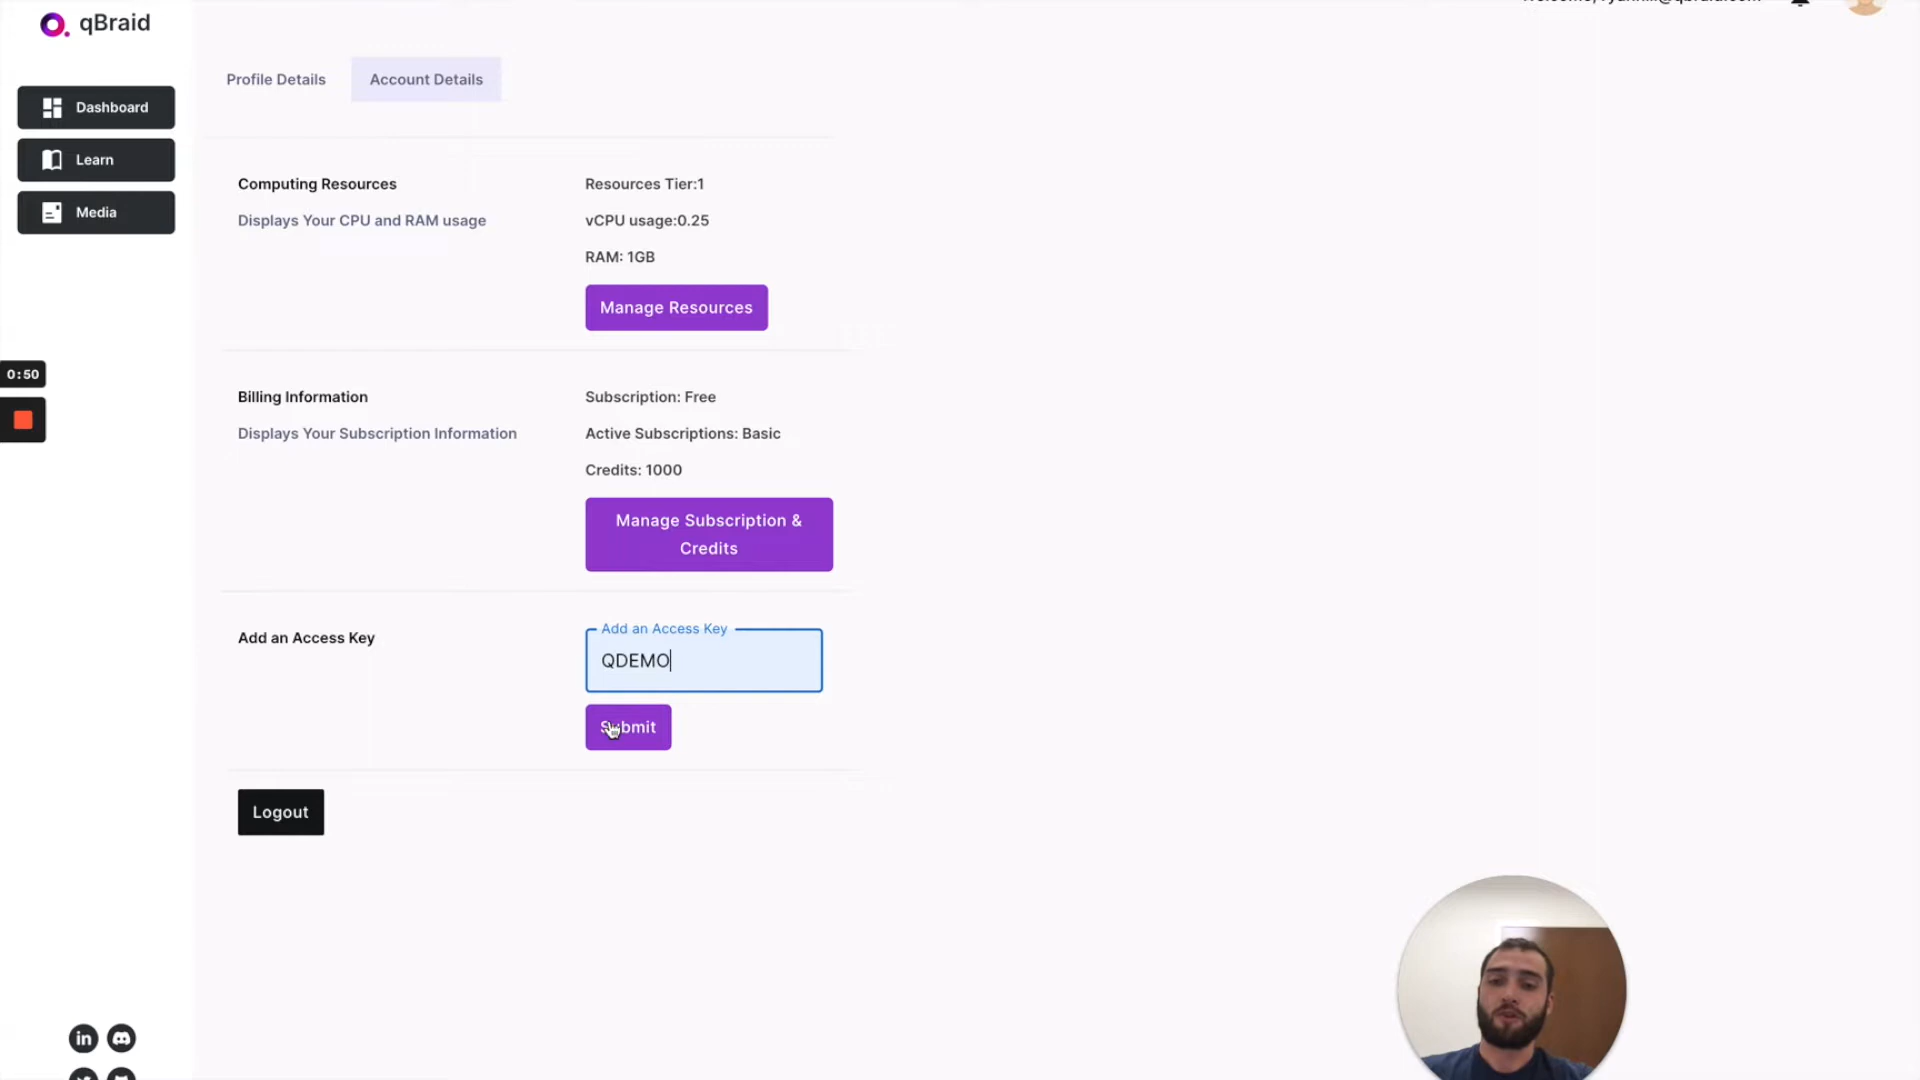 qBraid
Profile Details
Account Details
Dashboard
Learn
Media
Computing Resources
Displays Your CPU and RAM usage
Resources Tier:1
vCPU usage:0.25
RAM: 1GB
Manage Resources
0:50
Billing Information
Displays Your Subscription Information
Subscription: Free
Active Subscriptions: Basic
Credits: 1000
Manage Subscription &
Credits
Add an Access Key
Add an Access Key
QDEMO
Submit
Logout
in